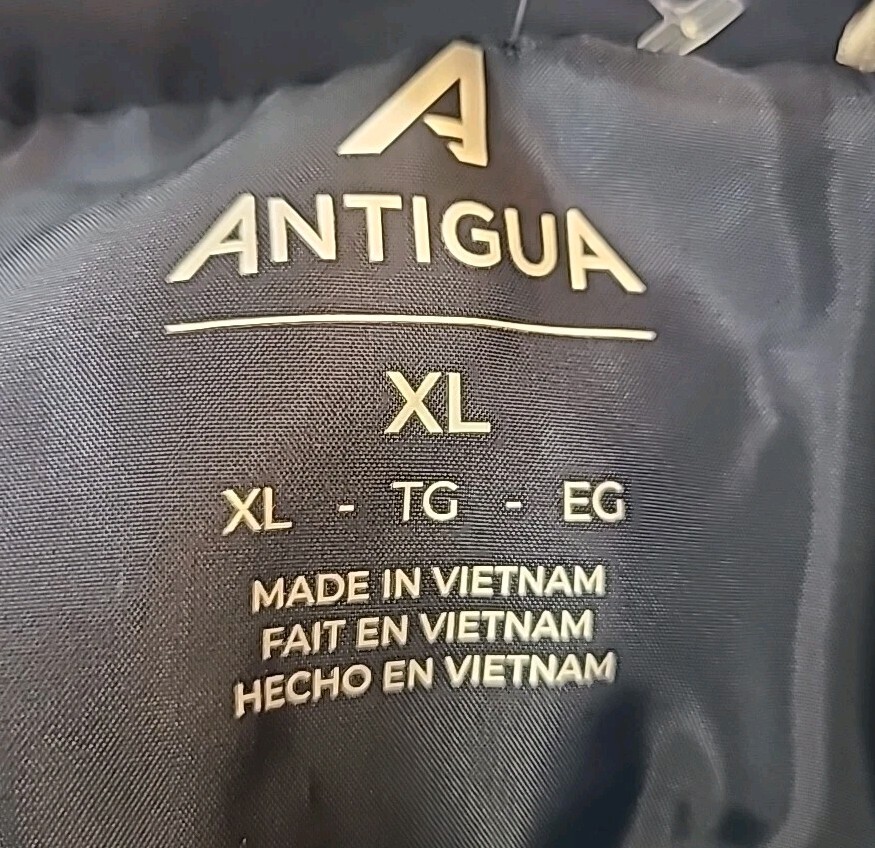 A
ANTIGUA
XL
XL - TG - EG
MADE IN VIETNAM
FAIT EN VIETNAM
HECHO EN VIETNAM